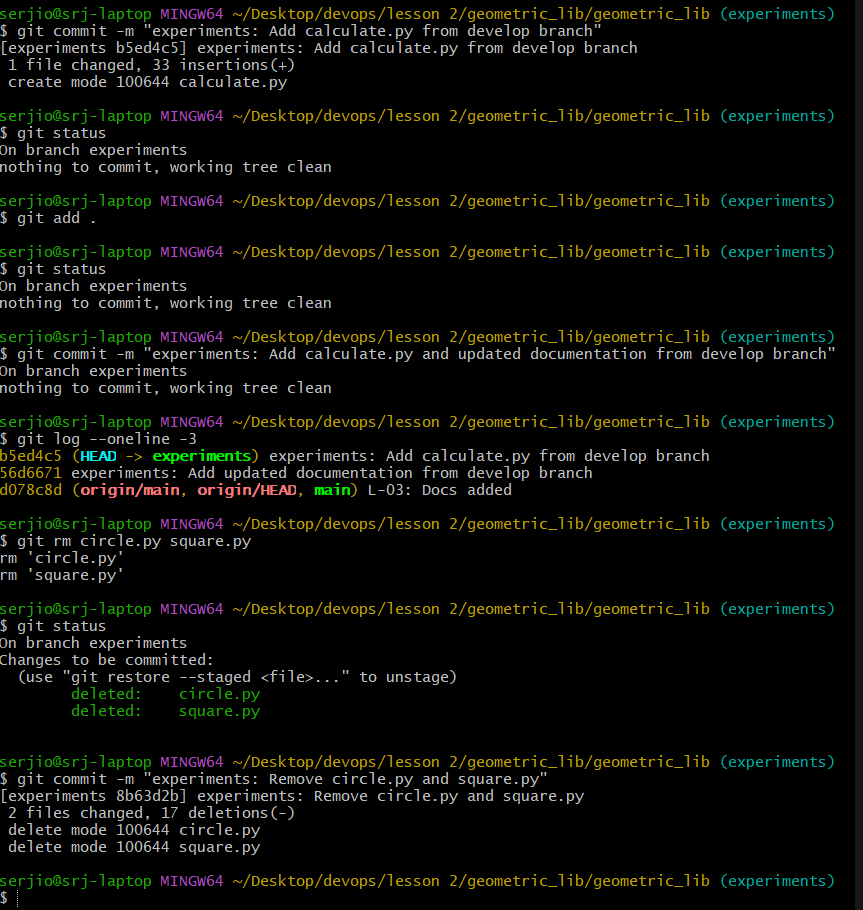 serjio@srj-laptop MINGW64 ~/Desktop/devops/lesson 2/geometric_lib/geometric_lib (experiments)
$ git commit -m "experiments: Add calculate.py from develop branch"
[experiments b5ed4c5] experiments: Add calculate.py from develop branch
 1 file changed, 33 insertions(+)
 create mode 100644 calculate.py
serjio@srj-laptop MINGW64 ~/Desktop/devops/lesson 2/geometric_lib/geometric_lib (experiments)
$ git status
On branch experiments
nothing to commit, working tree clean
serjio@srj-laptop MINGW64 ~/Desktop/devops/lesson 2/geometric_lib/geometric_lib (experiments)
$ git add .
serjio@srj-laptop MINGW64 ~/Desktop/devops/lesson 2/geometric_lib/geometric_lib (experiments)
$ git status
On branch experiments
nothing to commit, working tree clean
serjio@srj-laptop MINGW64 ~/Desktop/devops/lesson 2/geometric_lib/geometric_lib (experiments)
$ git commit -m "experiments: Add calculate.py and updated documentation from develop branch"
On branch experiments
nothing to commit, working tree clean
serjio@srj-laptop MINGW64 ~/Desktop/devops/lesson 2/geometric_lib/geometric_lib (experiments)
$ git log --oneline -3
b5ed4c5 (HEAD -> experiments) experiments: Add calculate.py from develop branch
56d6671 experiments: Add updated documentation from develop branch
d078c8d (origin/main, origin/HEAD, main) L-03: Docs added
serjio@srj-laptop MINGW64 ~/Desktop/devops/lesson 2/geometric_lib/geometric_lib (experiments)
$ git rm circle.py square.py
rm 'circle.py'
rm 'square.py'
serjio@srj-laptop MINGW64 ~/Desktop/devops/lesson 2/geometric_lib/geometric_lib (experiments)
$ git status
On branch experiments
Changes to be committed:
  (use "git restore --staged <file>..." to unstage)
        deleted:    circle.py
        deleted:    square.py
serjio@srj-laptop MINGW64 ~/Desktop/devops/lesson 2/geometric_lib/geometric_lib (experiments)
$ git commit -m "experiments: Remove circle.py and square.py"
[experiments 8b63d2b] experiments: Remove circle.py and square.py
 2 files changed, 17 deletions(-)
 delete mode 100644 circle.py
 delete mode 100644 square.py
serjio@srj-laptop MINGW64 ~/Desktop/devops/lesson 2/geometric_lib/geometric_lib (experiments)
$